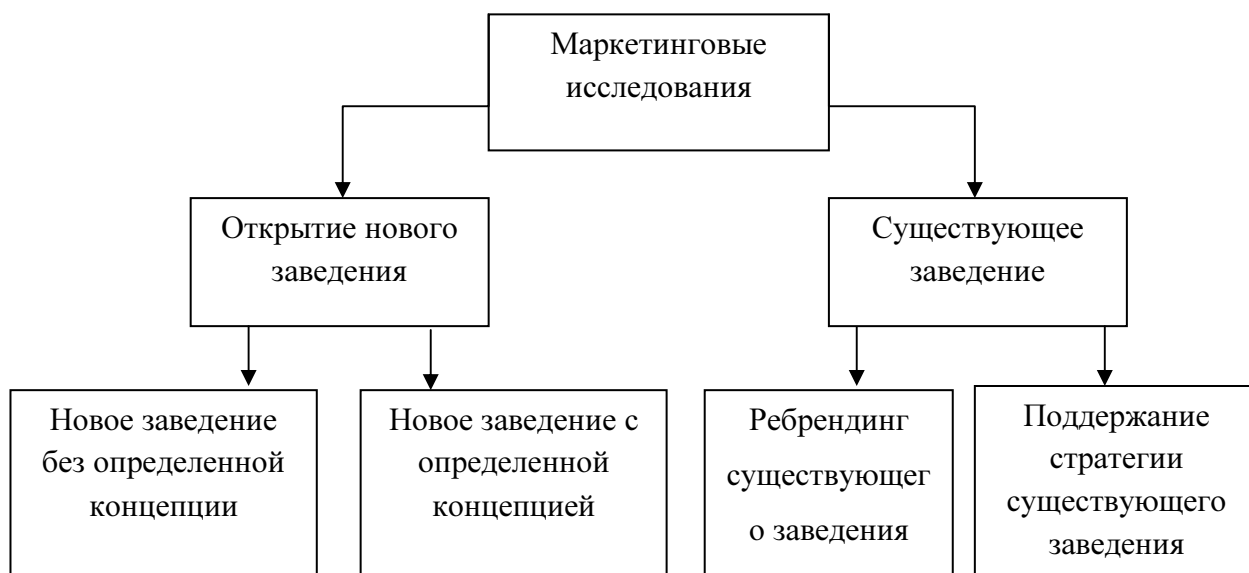 Маркетинговые
исследования
Открытие нового
заведения
Существующее
заведение
Новое заведение
без определенной
концепции
Новое заведение с
определенной
концепцией
Ребрендинг
существующег
о заведения
Поддержание
стратегии
существующего
заведения